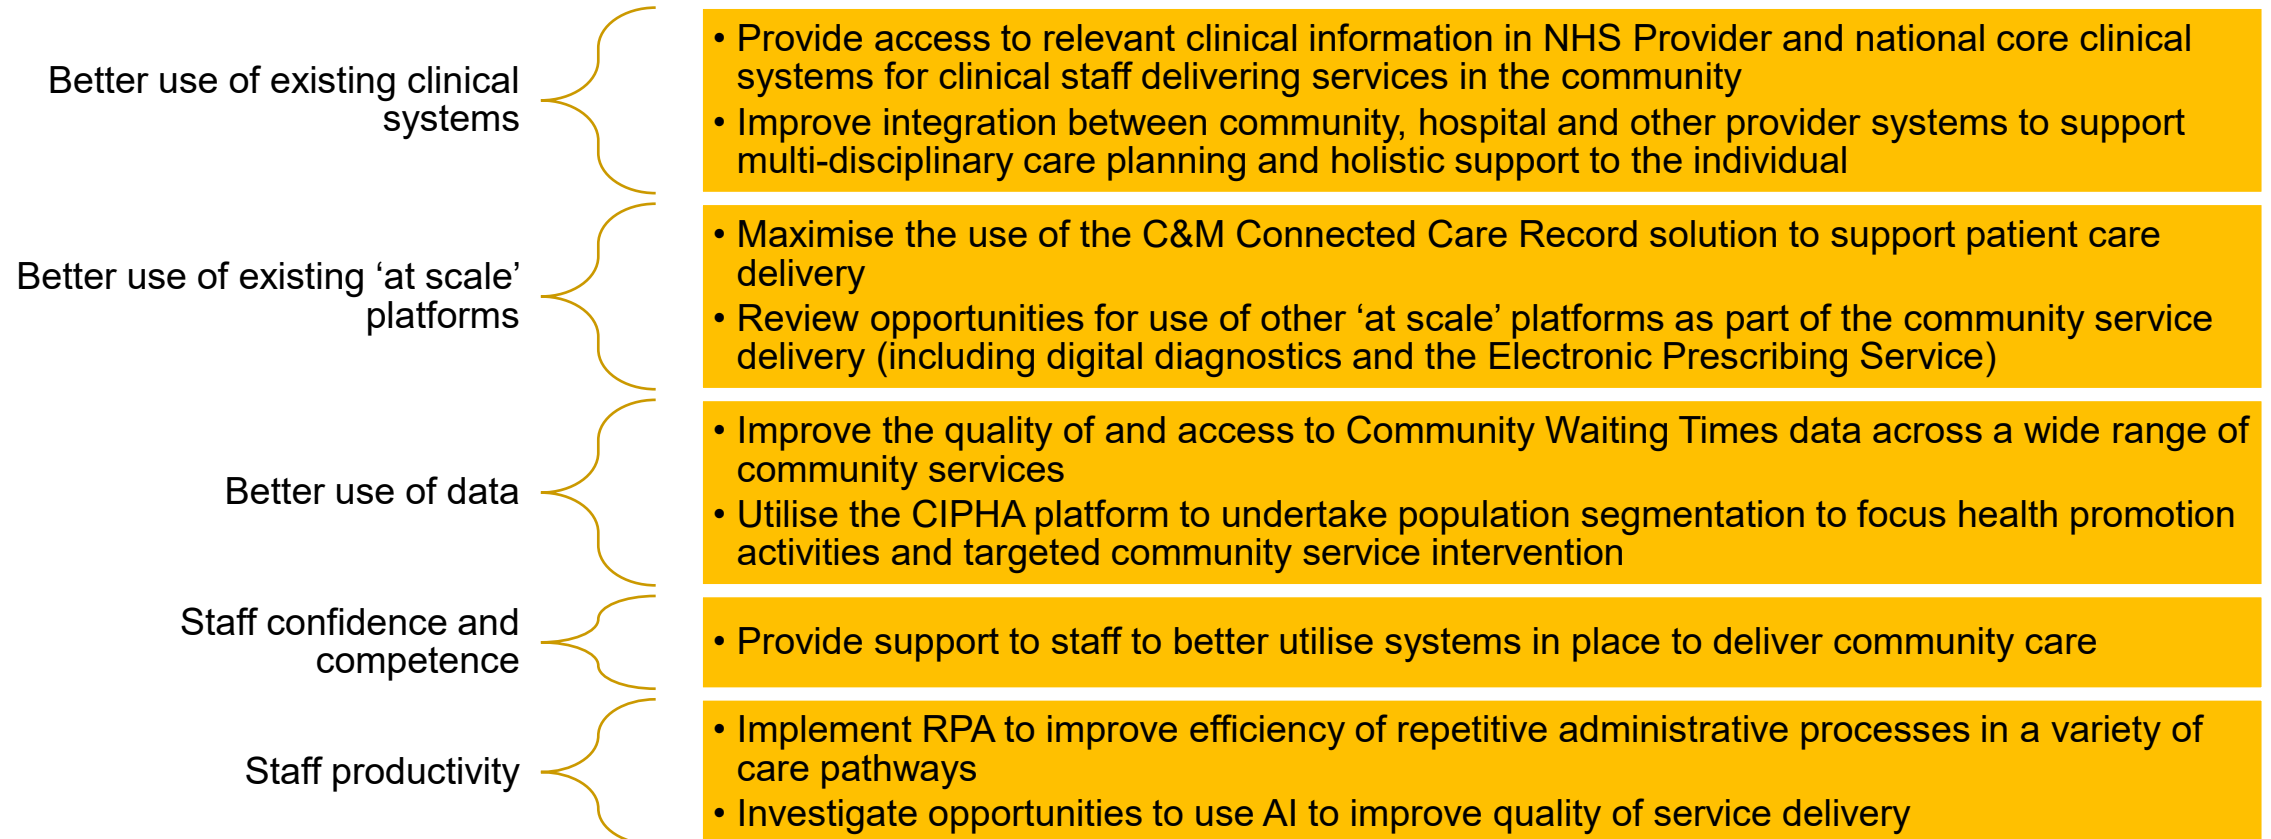 Better use of existing clinical
systems
• Provide access to relevant clinical information in NHS Provider and national core clinical
systems for clinical staff delivering services in the community
• Improve integration between community, hospital and other provider systems to support
multi-disciplinary care planning and holistic support to the individual
Better use of existing ‘at scale’
platforms
• Maximise the use of the C&M Connected Care Record solution to support patient care
delivery
• Review opportunities for use of other ‘at scale’ platforms as part of the community service
delivery (including digital diagnostics and the Electronic Prescribing Service)
Better use of data
• Improve the quality of and access to Community Waiting Times data across a wide range of
community services
• Utilise the CIPHA platform to undertake population segmentation to focus health promotion
activities and targeted community service intervention
Staff confidence and
competence
• Provide support to staff to better utilise systems in place to deliver community care
Staff productivity
• Implement RPA to improve efficiency of repetitive administrative processes in a variety of
care pathways
• Investigate opportunities to use AI to improve quality of service delivery